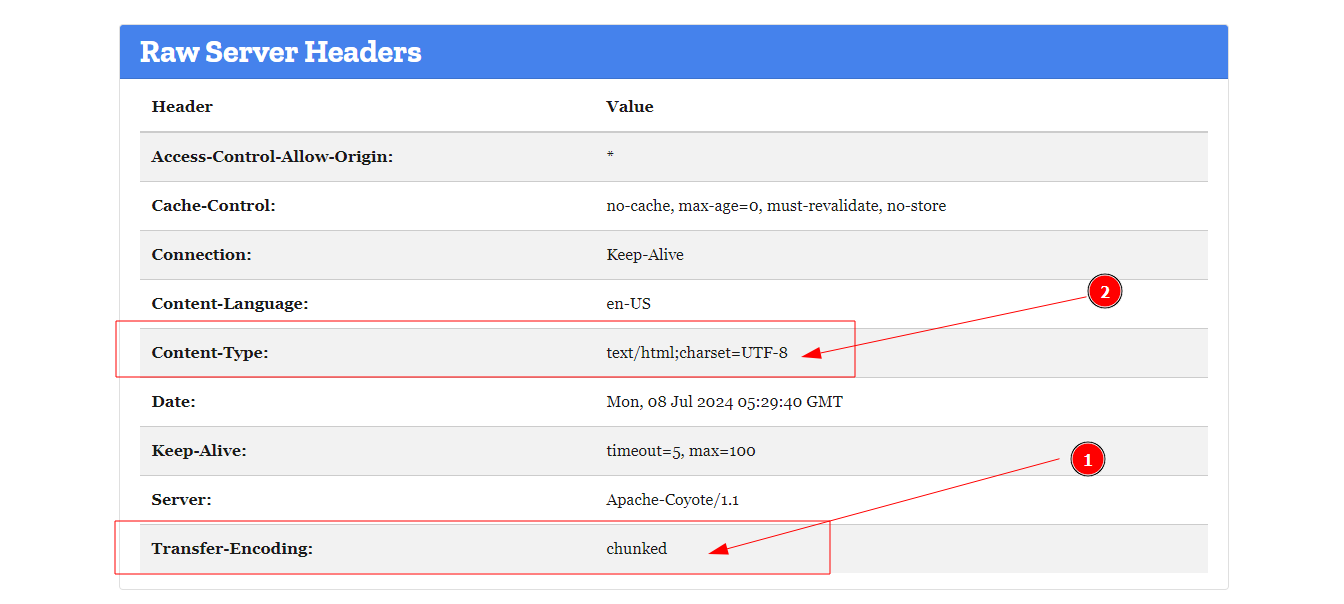 Raw Server Headers
Header Value
Access-Control-Allow-Origin: *
Cache-Control: no-cache, max-age=0, must-revalidate, no-store
Connection: Keep-Alive
2
Content-Language: en-US
Content-Type: text/html;charset=UTF-8
Date: Mon, 08 Jul 2024 05:29:40 GMT
Keep-Alive: timeout=5, max=100
1
Server: Apache-Coyote/1.1
Transfer-Encoding: chunked